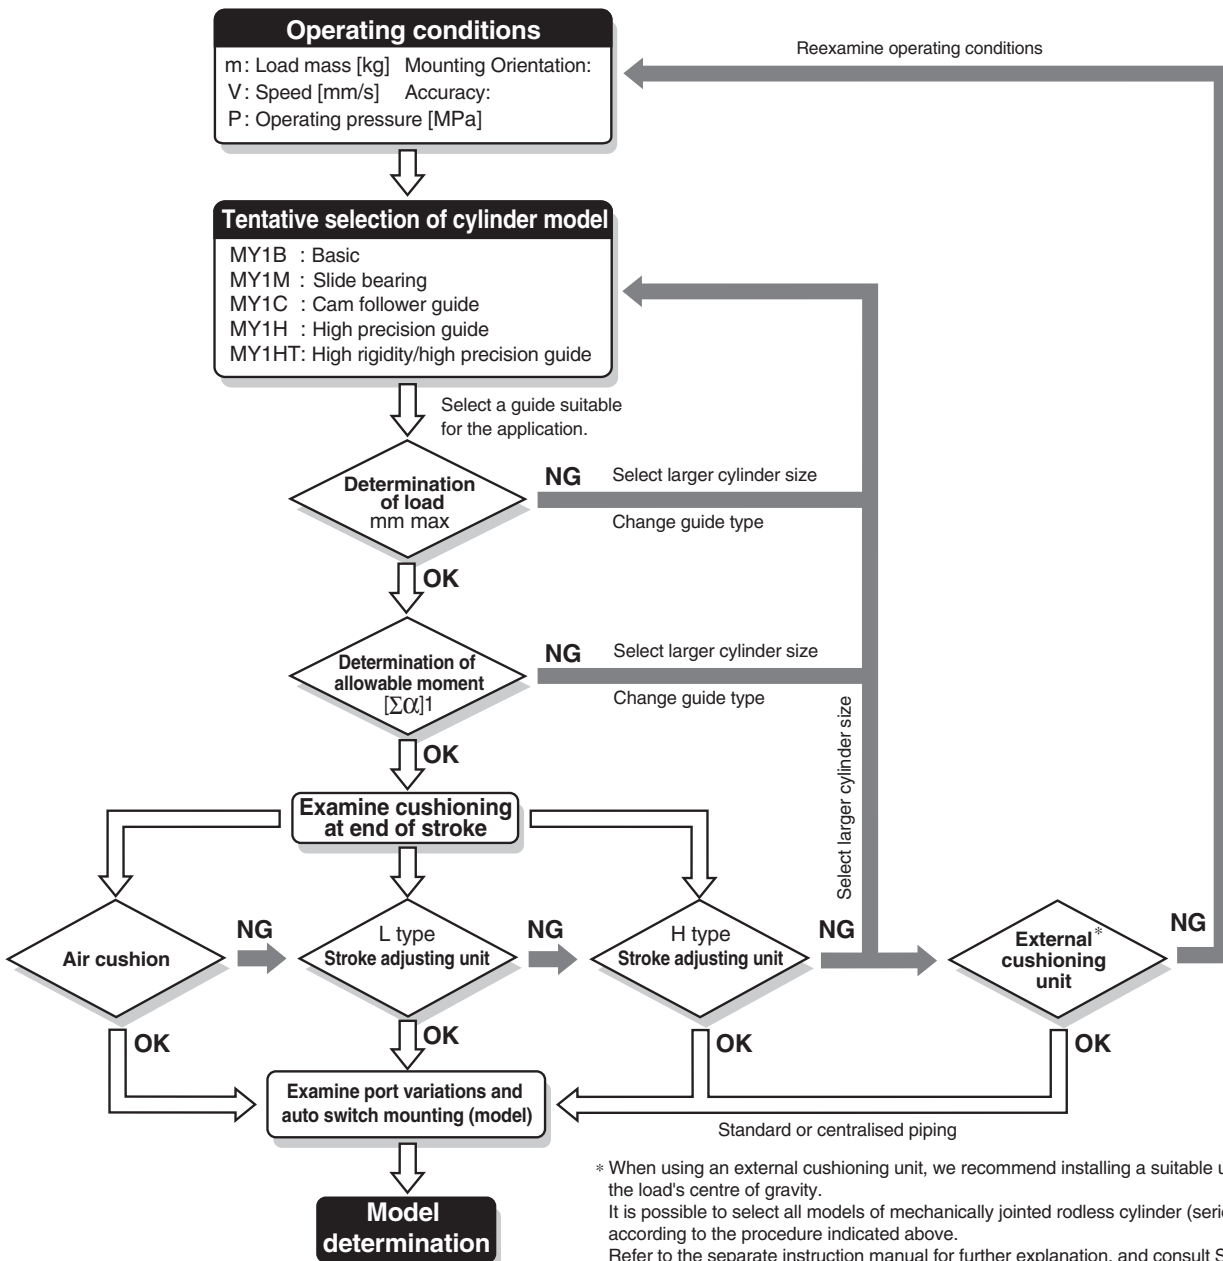 Operating conditions
m: Load mass [kg] Mounting Orientation:
V: Speed [mm/s] Accuracy:
P: Operating pressure [MPa]
Reexamine operating conditions
Tentative selection of cylinder model
MY1B : Basic
MY1M : Slide bearing
MY1C : Cam follower guide
MY1H : High precision guide
MY1HT: High rigidity/high precision guide
Select a guide suitable
for the application.
Determination
of load
mm max
NG
Select larger cylinder size
Change guide type
OK
Determination of
allowable moment
[Σα]1
NG
Select larger cylinder size
Change guide type
OK
Select larger cylinder size
Examine cushioning
at end of stroke
Air cushion
NG
L type
Stroke adjusting unit
NG
H type
Stroke adjusting unit
NG
External*
cushioning
unit
NG
OK
OK
OK
OK
Examine port variations and
auto switch mounting (model)
Standard or centralised piping
Model
determination
* When using an external cushioning unit, we recommend installing a suitable u
the load's centre of gravity.
It is possible to select all models of mechanically jointed rodless cylinder (serie
according to the procedure indicated above.
Refer to the separate instruction manual for further explanation, and consult S